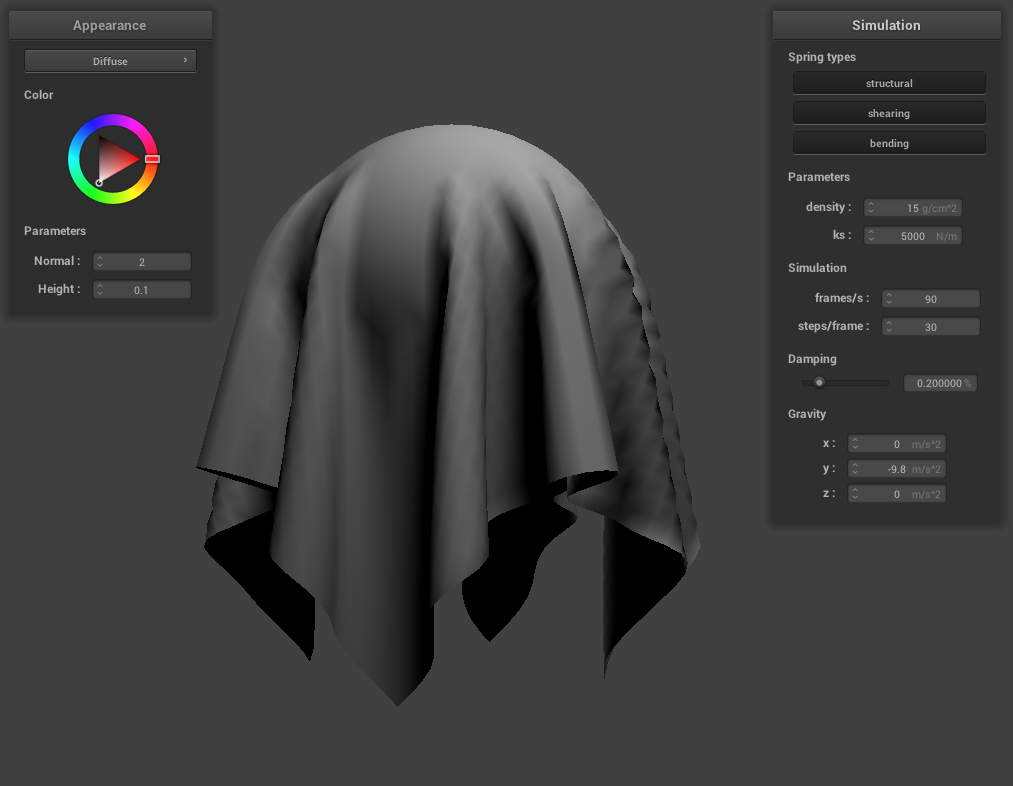 Appearance
Diffuse ›
Color
Parameters
Normal : 2
Height : 0.1
Simulation
Spring types
structural
shearing
bending
Parameters
density : 15 g/cm^2
ks : 5000 N/m
Simulation
frames/s : 90
steps/frame : 30
Damping
0.200000 %
Gravity
x : 0 m/s^2
y : -9.8 m/s^2
z : 0 m/s^2